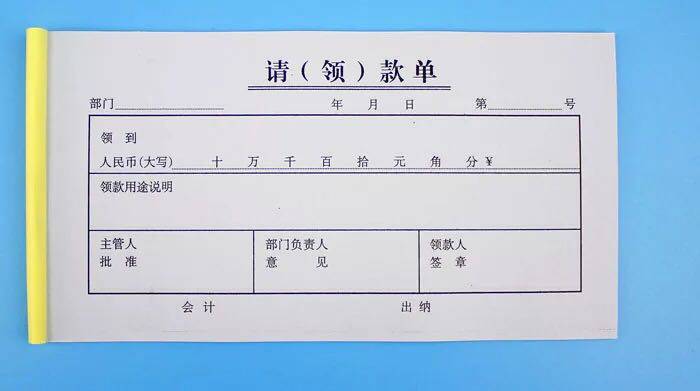 请（领）款单
部门 年 月 日 第 号
领 到
人民币(大写) 十 万 千 百 拾 元 角 分 ¥
领款用途说明
主管人 部门负责人 领款人
批 准 意 见 签 章
会 计 出 纳